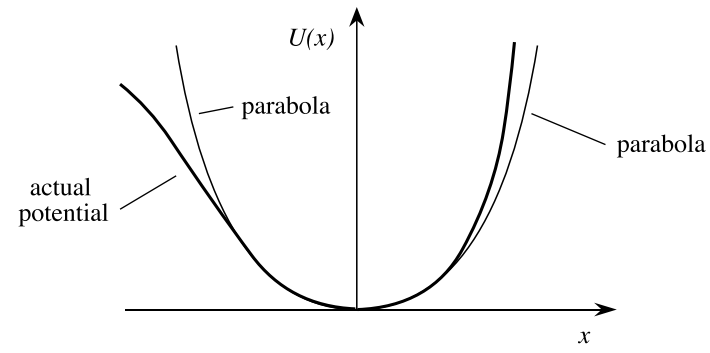 U(x)
parabola
parabola
actual
potential
x